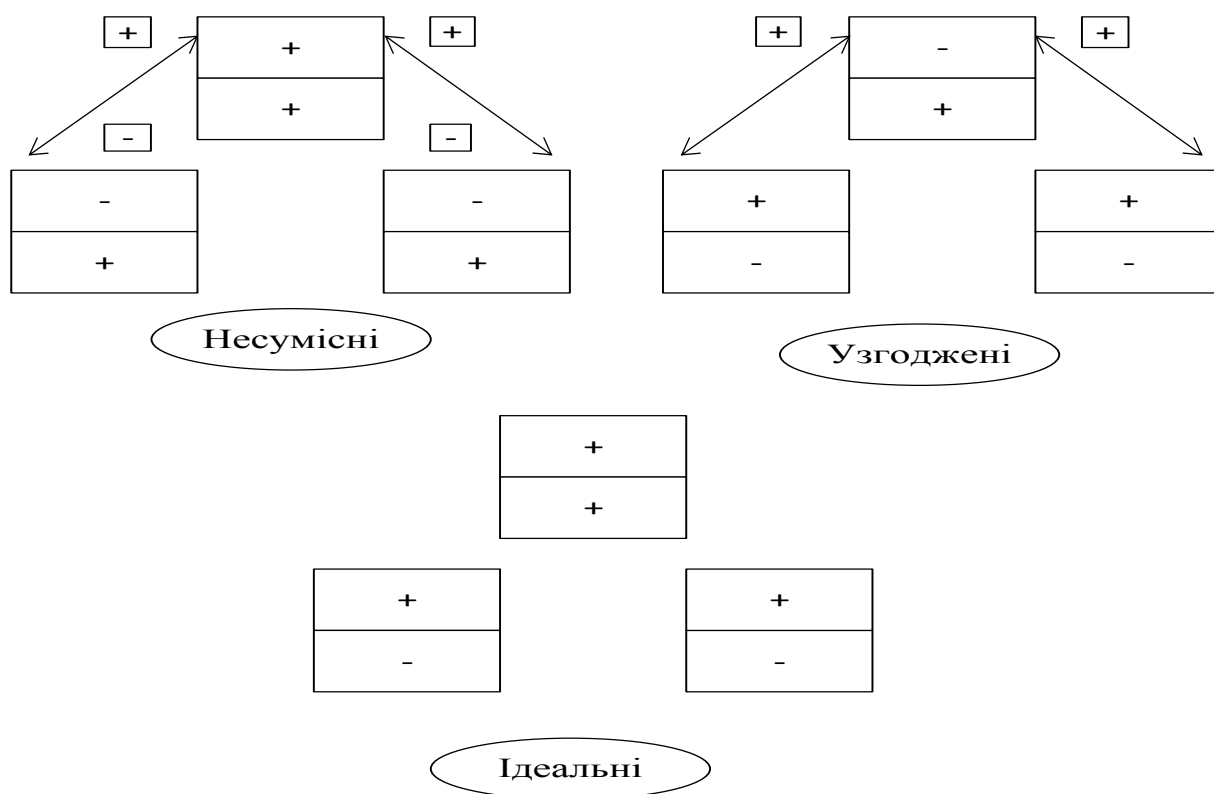 + + + +
- +
+ +
- -
- - + +
+ + - -
Несумісні
Узгоджені
+
+
+ +
- -
Ідеальні